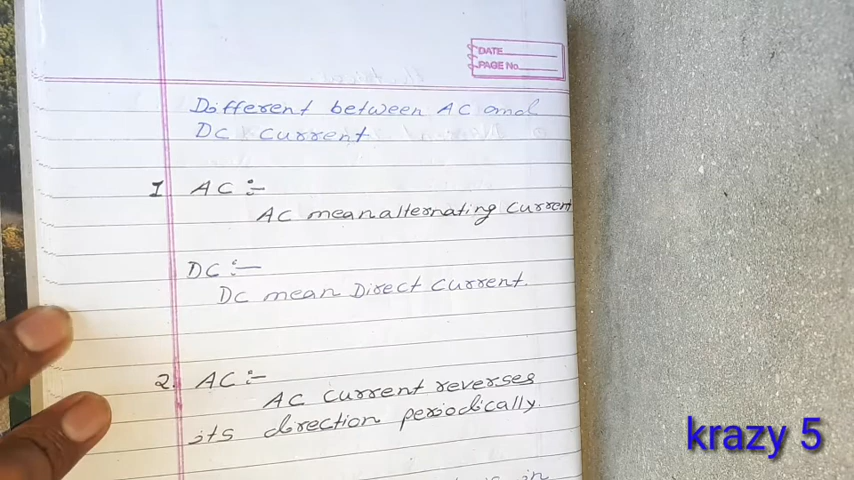 DATE
PAGE No.
Different between AC and
DC current
1 AC :-
AC mean alternating current
DC :-
DC mean Direct current.
2. AC :-
AC current reverses
its direction periodically.
in
krazy 5